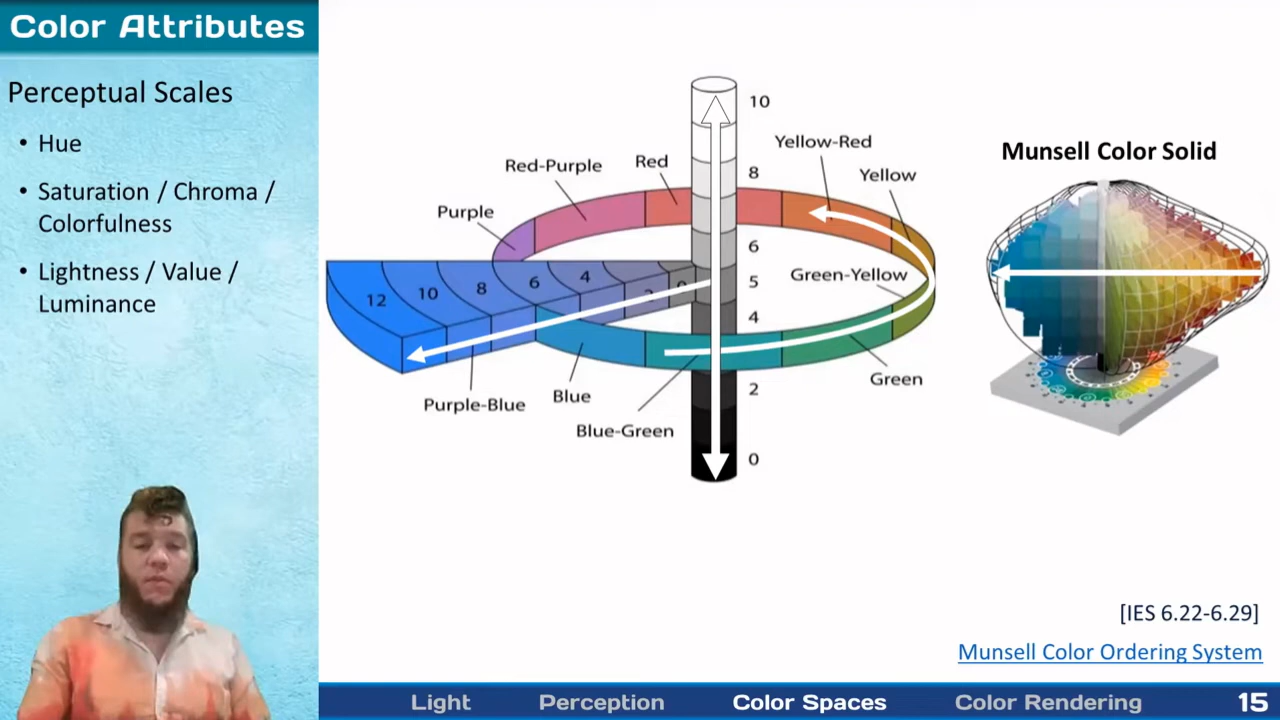 Color Attributes
Perceptual Scales
• Hue
• Saturation / Chroma /
Colorfulness
• Lightness / Value /
Luminance
10
8
6
5
4
2
0
Yellow-Red
Yellow
Red
Red-Purple
Purple
Green-Yellow
12
10
8
6
4
Green
Blue
Purple-Blue
Blue-Green
Munsell Color Solid
[IES 6.22-6.29]
Munsell Color Ordering System
Light
Perception
Color Spaces
Color Rendering
15